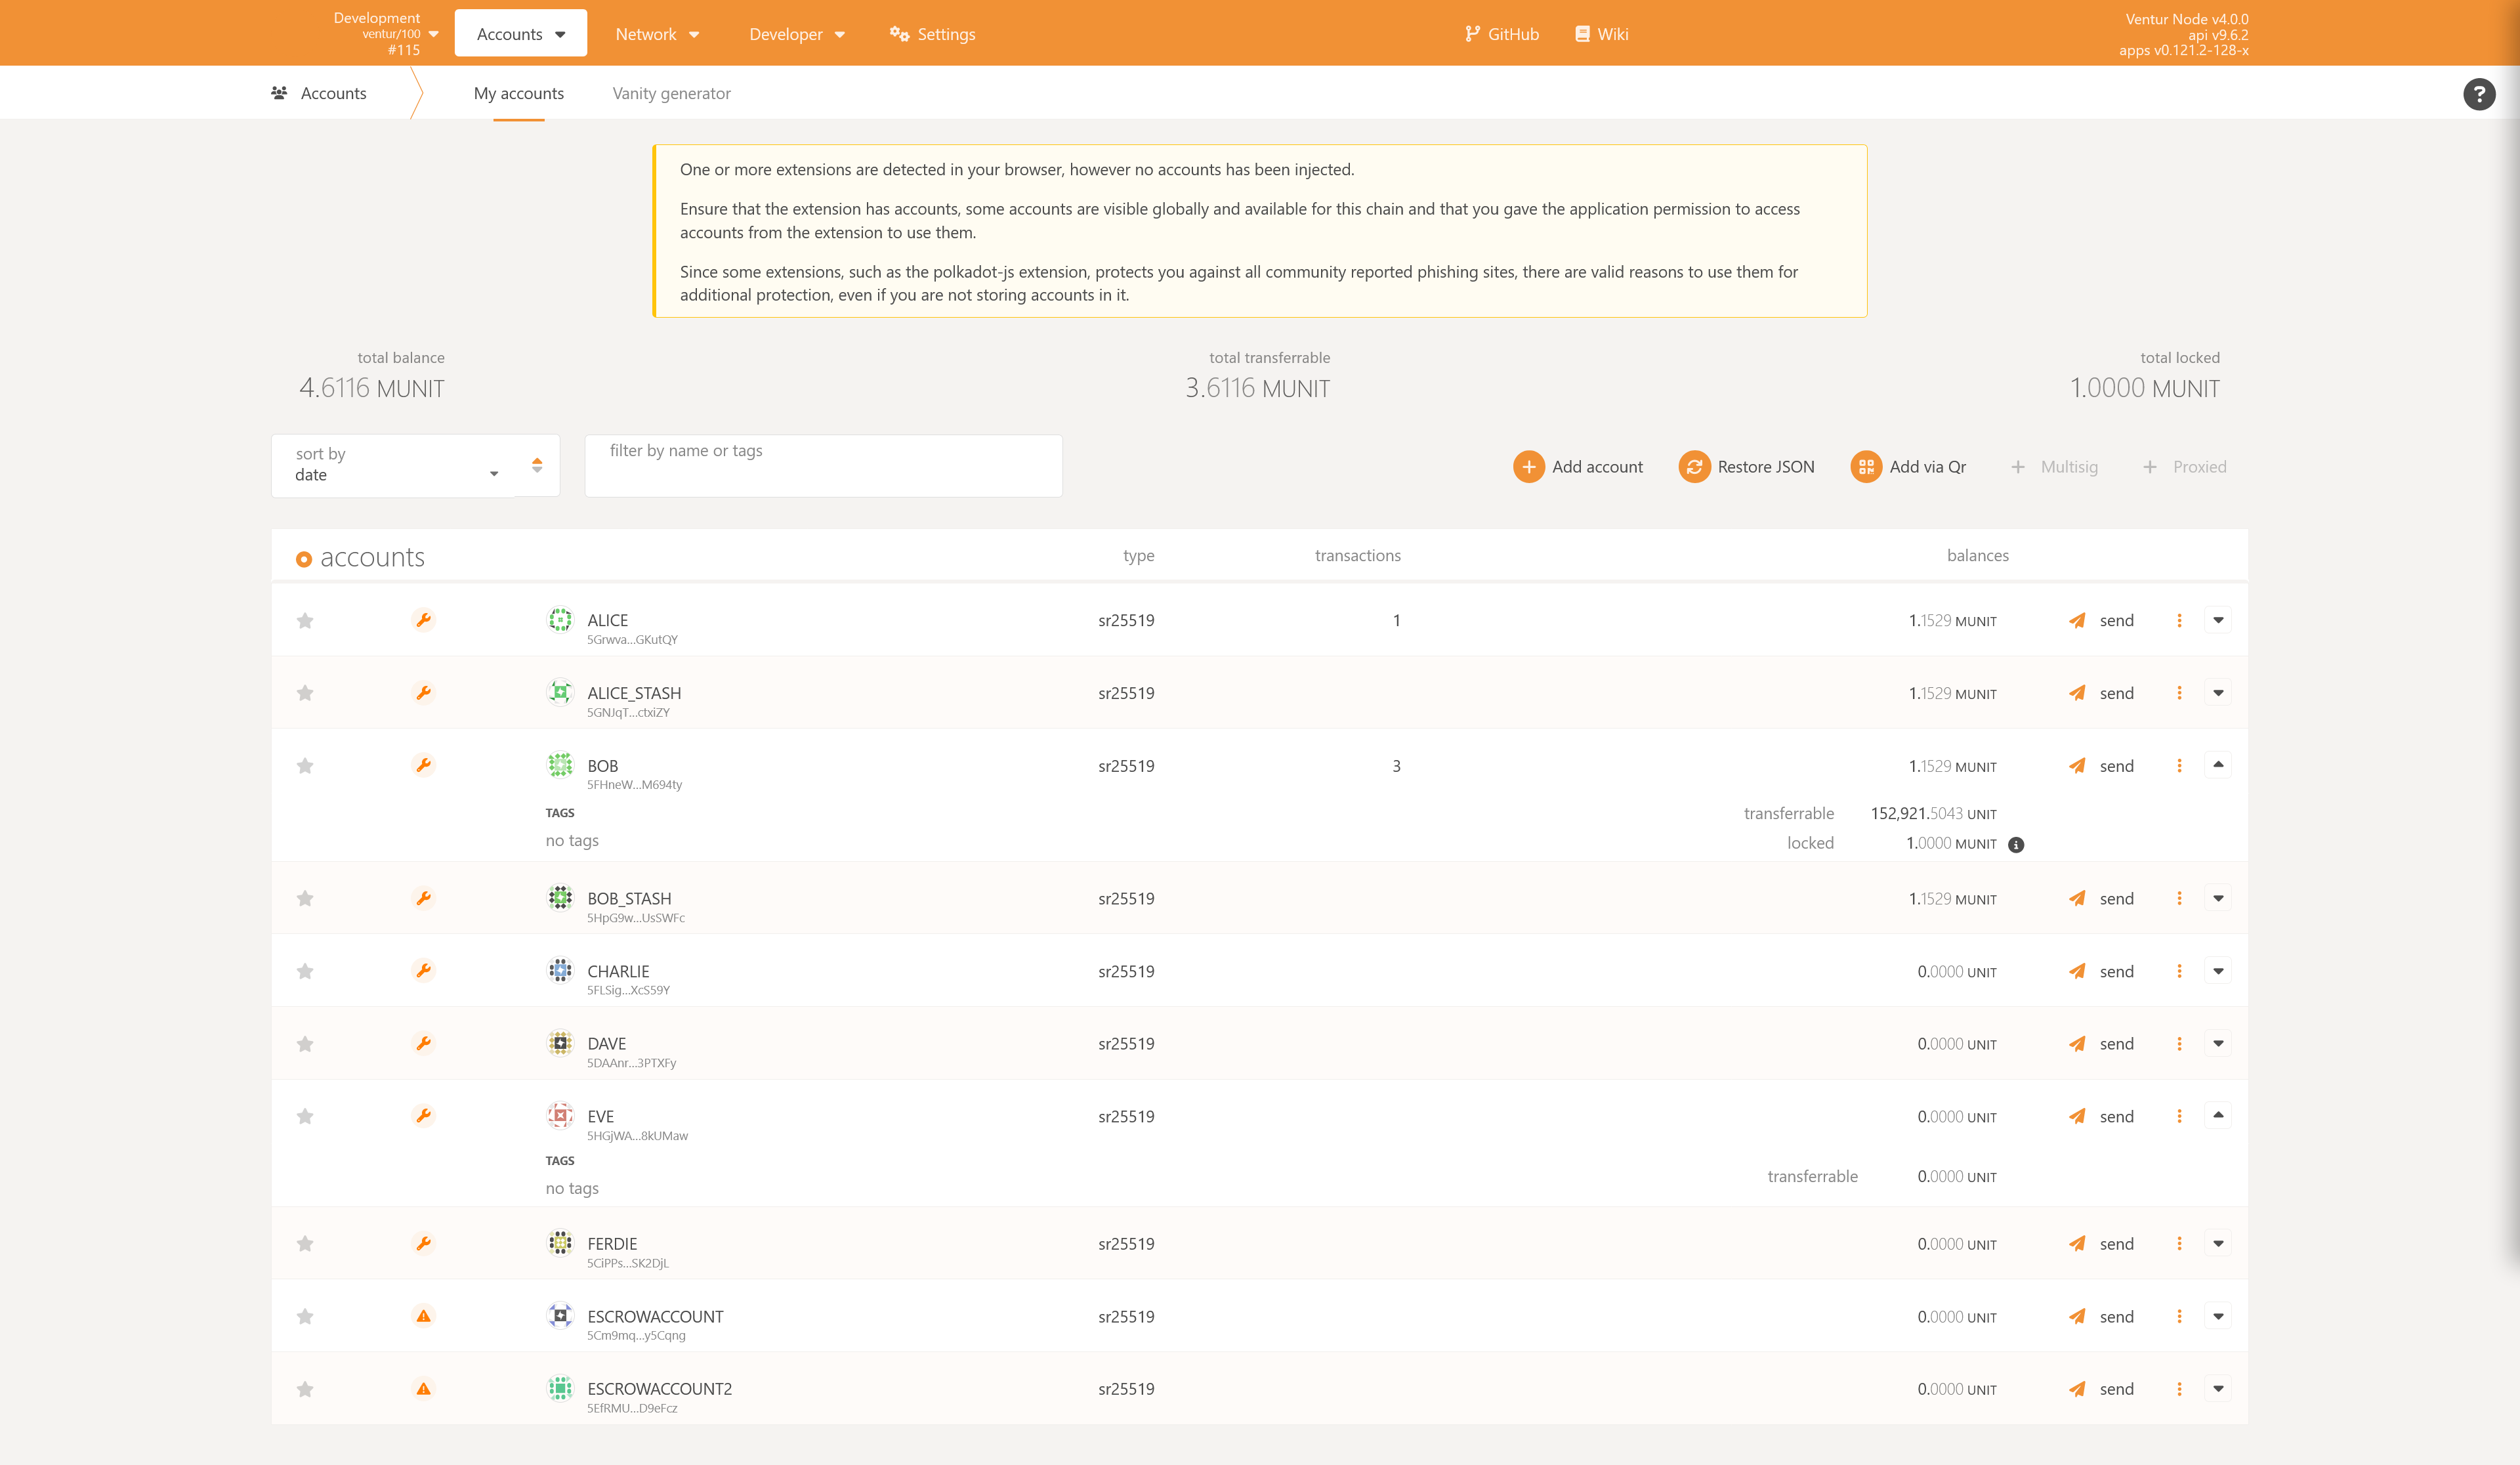 Development
ventur/100
#115
Accounts
Network
Developer
Settings
GitHub
Wiki
Ventur Node v4.0.0
api v9.6.2
apps v0.121.2-128-x
Accounts
My accounts
Vanity generator
?
One or more extensions are detected in your browser, however no accounts has been injected.
Ensure that the extension has accounts, some accounts are visible globally and available for this chain and that you gave the application permission to access
accounts from the extension to use them.
Since some extensions, such as the polkadot-js extension, protects you against all community reported phishing sites, there are valid reasons to use them for
additional protection, even if you are not storing accounts in it.
total balance
4.6116 MUNIT
total transferrable
3.6116 MUNIT
total locked
1.0000 MUNIT
sort by
date
filter by name or tags
Add account
Restore JSON
Add via Qr
+ Multisig
+ Proxied
accounts type transactions balances
ALICE sr25519 1 1.1529 MUNIT send
5Grwva...GKutQY
ALICE_STASH sr25519 1.1529 MUNIT send
5GNJqT...ctxiZY
BOB sr25519 3 1.1529 MUNIT send
5FHneW...M694ty
TAGS transferrable 152,921.5043 UNIT
no tags locked 1.0000 MUNIT
BOB_STASH sr25519 1.1529 MUNIT send
5HpG9w...UsSWFc
CHARLIE sr25519 0.0000 UNIT send
5FLSig...XcS59Y
DAVE sr25519 0.0000 UNIT send
5DAAnr...3PTXFy
EVE sr25519 0.0000 UNIT send
5HGjWA...8kUMaw
TAGS
transferrable 0.0000 UNIT
no tags
FERDIE sr25519 0.0000 UNIT send
5CiPPs...SK2DjL
ESCROWACCOUNT sr25519 0.0000 UNIT send
5Cm9mq...y5Cqng
ESCROWACCOUNT2 sr25519 0.0000 UNIT send
5EfRMU...D9eFcz